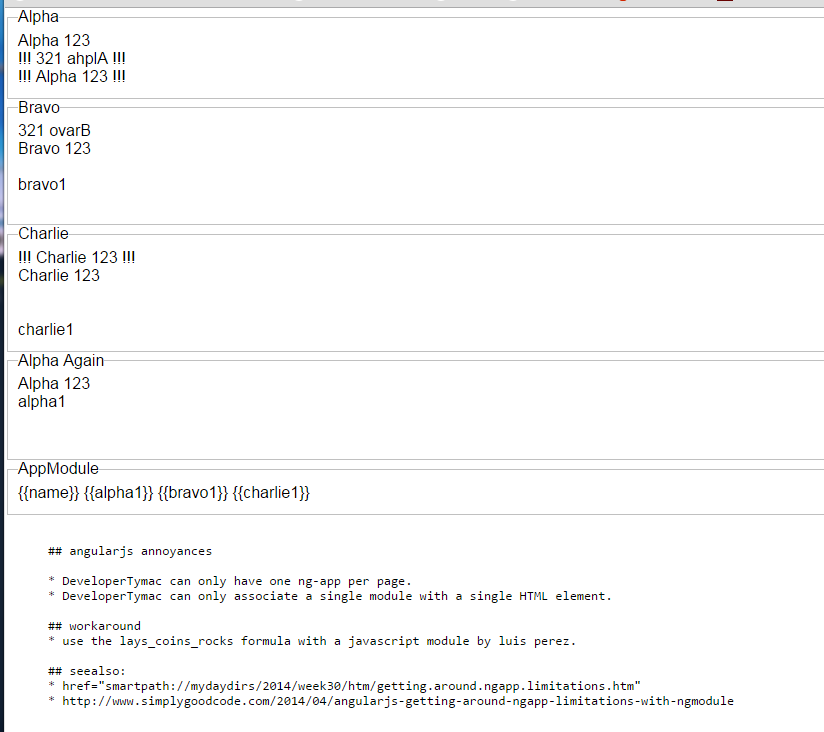 Alpha
Alpha 123
!!! 321 ahplA !!!
!!! Alpha 123 !!!
Bravo
321 ovarB
Bravo 123
bravo1
Charlie
!!! Charlie 123 !!!
Charlie 123
charlie1
Alpha Again
Alpha 123
alpha1
AppModule
{{name}} {{alpha1}} {{bravo1}} {{charlie1}}
## angularjs annoyances
* DeveloperTymac can only have one ng-app per page.
* DeveloperTymac can only associate a single module with a single HTML element.
## workaround
* use the lays_coins_rocks formula with a javascript module by luis perez.
## seealso:
* href="smartpath://mydaydirs/2014/week30/htm/getting.around.ngapp.limitations.htm"
* http://www.simplygoodcode.com/2014/04/angularjs-getting-around-ngapp-limitations-with-ngmodule